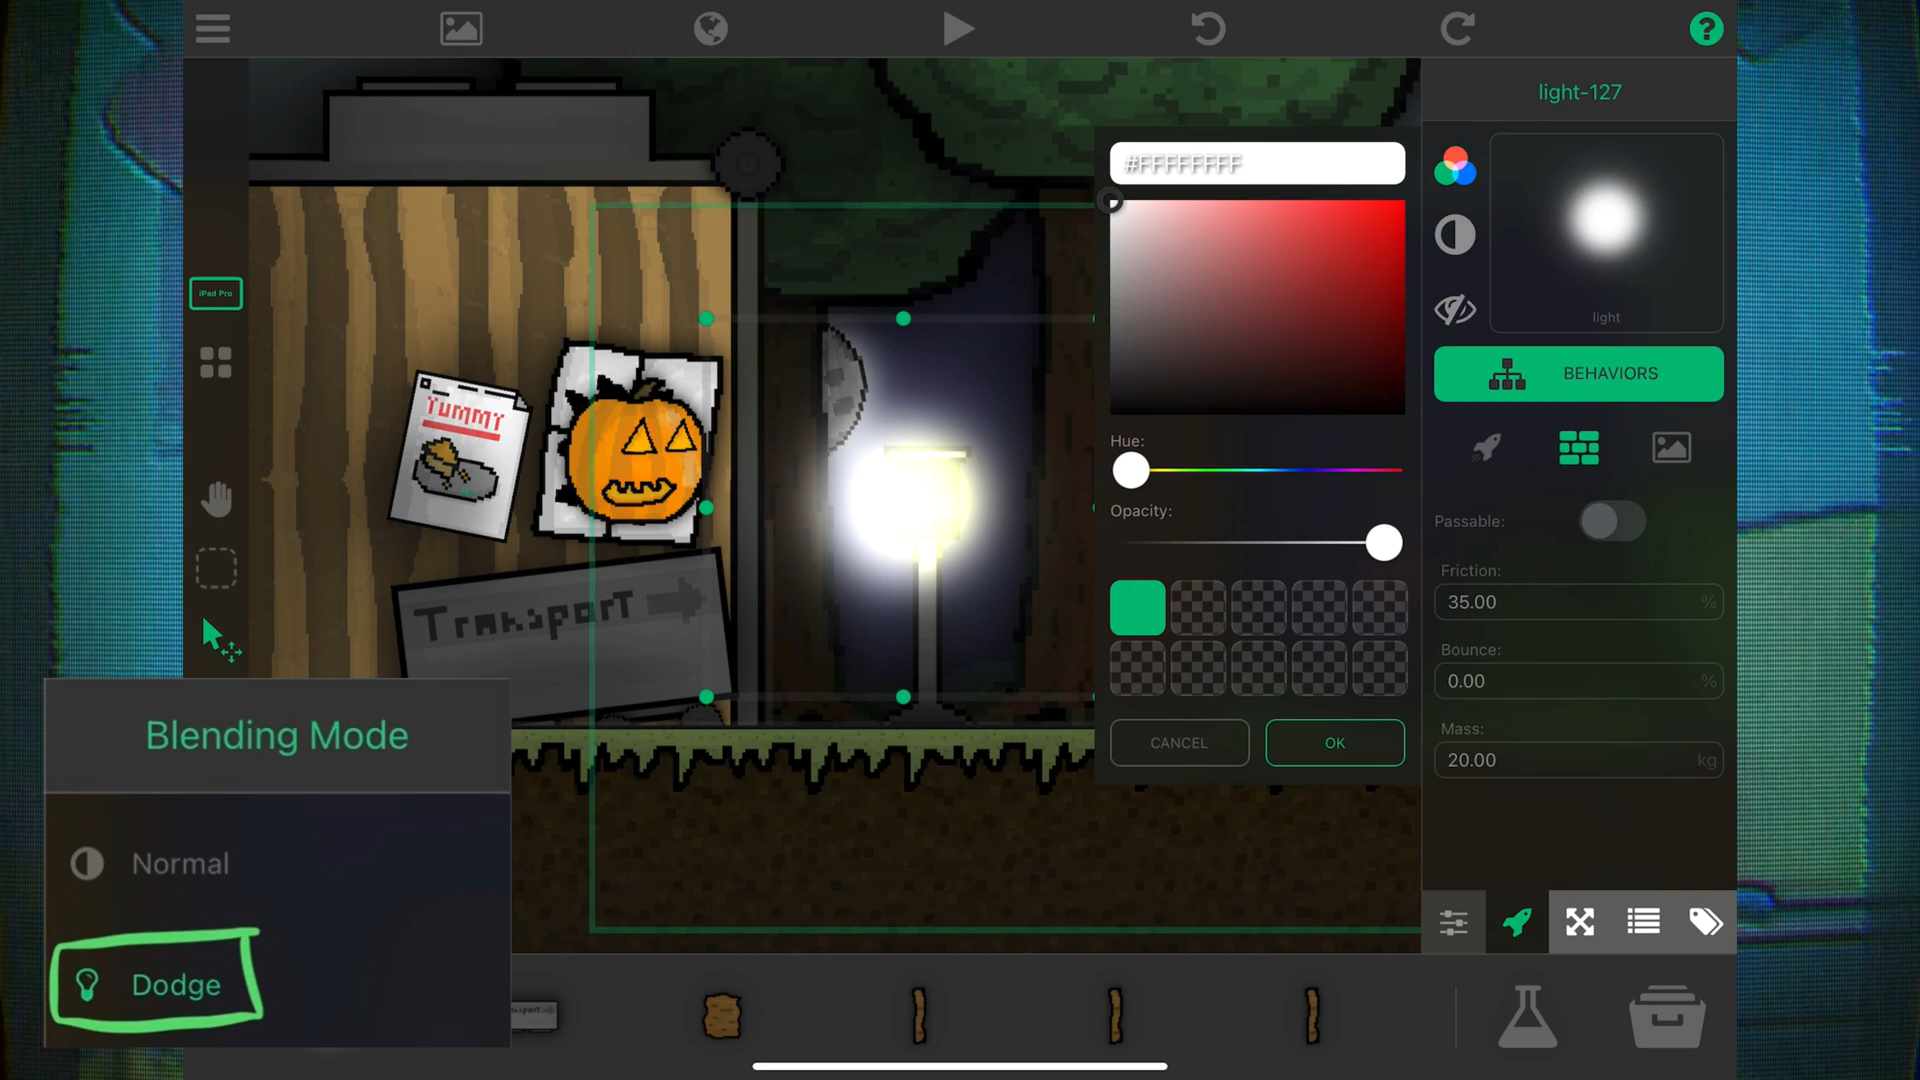 light-127
#FFFFFFFF
light
iPad Pro
BEHAVIORS
Yummy
Hue:
Opacity:
Passable:
Friction:
35.00 %
Transport
Bounce:
0.00 %
Mass:
20.00 kg
CANCEL
OK
Blending Mode
Normal
Dodge